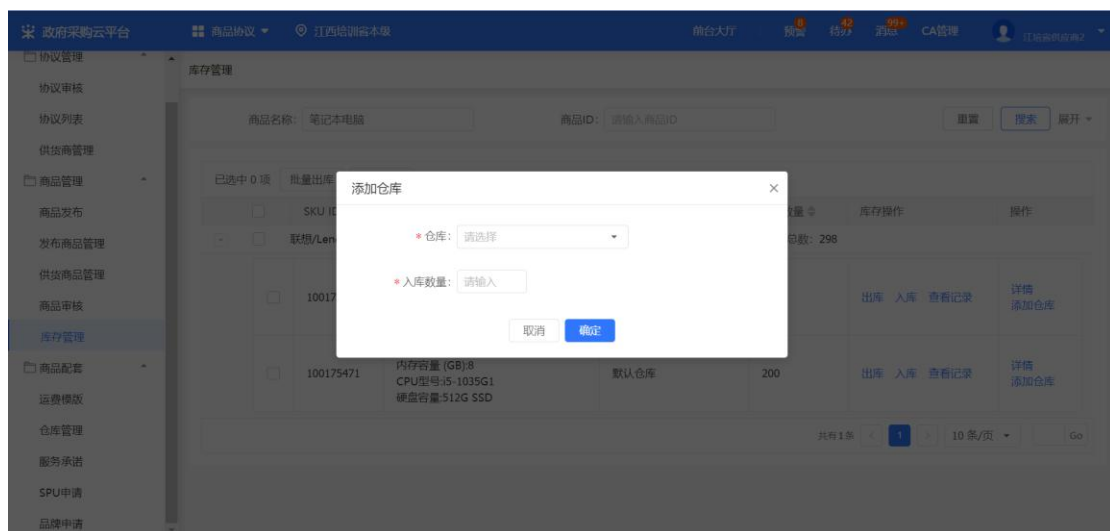 政府采购云平台
商品协议
江西培训省本级
前台大厅
预警
8
待办
42
消息
99+
CA管理
协议管理
协议审核
协议列表
供货商管理
商品管理
商品发布
发布商品管理
供货商品管理
商品审核
库存管理
商品配套
运费模版
仓库管理
服务承诺
SPU申请
品牌申请
库存管理
商品名称: 笔记本电脑
商品ID: 请输入商品ID
重置
搜索
展开
已选中 0 项
批量出库
SKU ID
数量
库存操作
操作
联想/Len
总数: 298
10017
出库 入库 查看记录
详情
添加仓库
添加仓库
* 仓库: 请选择
* 入库数量: 请输入
取消 确定
100175471
内存容量 (GB):8
CPU型号:i5-1035G1
硬盘容量:512G SSD
默认仓库
200
出库 入库 查看记录
详情
添加仓库
共有1条
1
10 条/页
Go